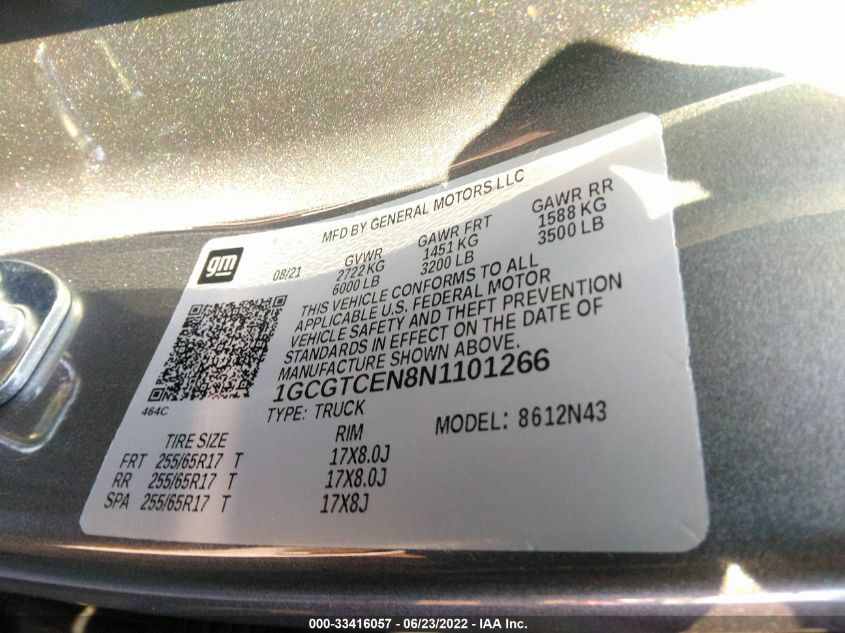 MFD BY GENERAL MOTORS LLC
gm
08/21
GVWR GAWR FRT GAWR RR
2722 KG 1451 KG 1588 KG
6000 LB 3200 LB 3500 LB
THIS VEHICLE CONFORMS TO ALL
APPLICABLE U.S. FEDERAL MOTOR
VEHICLE SAFETY AND THEFT PREVENTION
STANDARDS IN EFFECT ON THE DATE OF
MANUFACTURE SHOWN ABOVE.
1GCGTCEN8N1101266
464C
TYPE: TRUCK MODEL: 8612N43
TIRE SIZE RIM
FRT 255/65R17 T 17X8.0J
RR 255/65R17 T 17X8.0J
SPA 255/65R17 T 17X8J
000-33416057 - 06/23/2022 - IAA Inc.